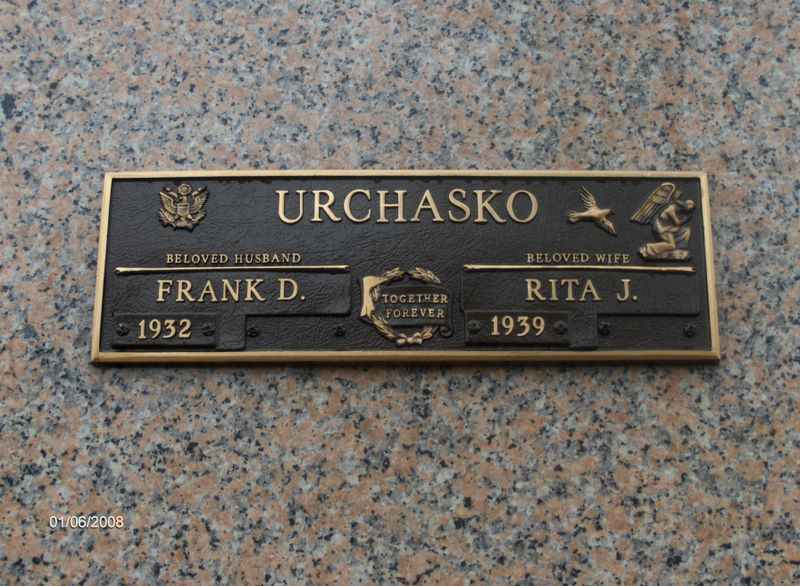 URCHASKO
BELOVED HUSBAND
BELOVED WIFE
FRANK D.
RITA J.
TOGETHER
FOREVER
1932
1939
01/06/2008